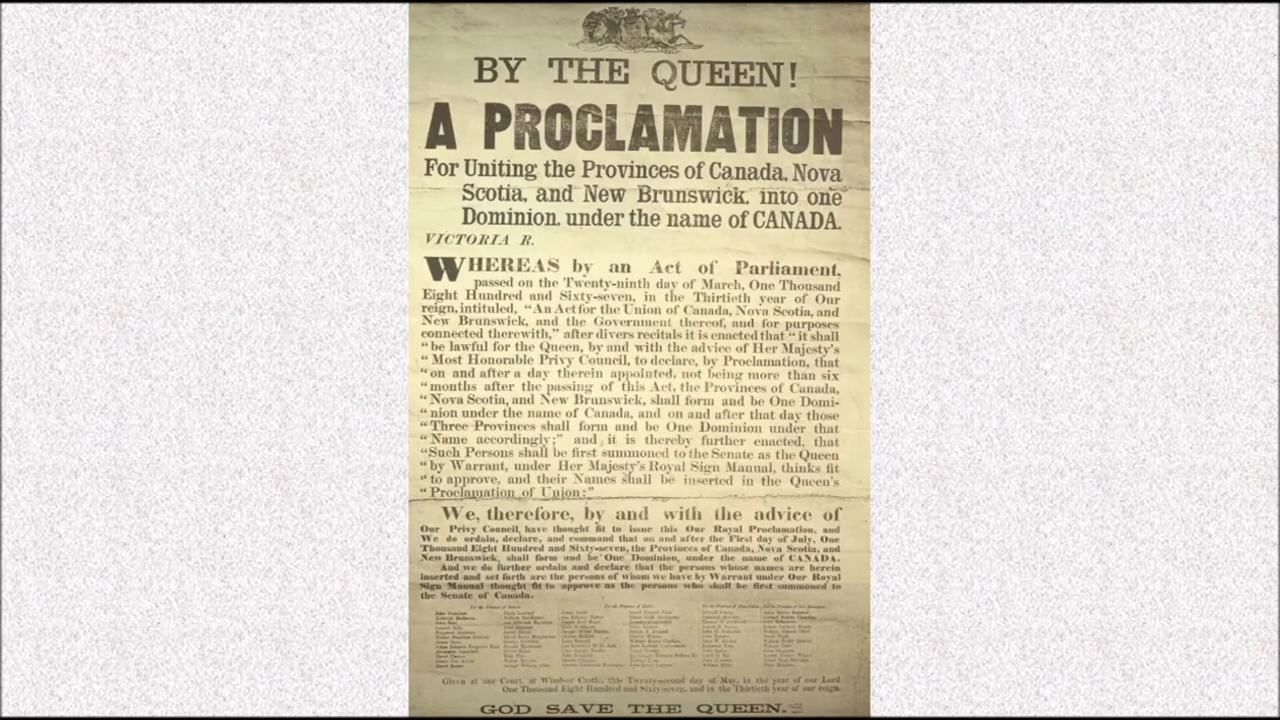 BY THE QUEEN!
A PROCLAMATION
For Uniting the Provinces of Canada, Nova
Scotia, and New Brunswick, into one
Dominion, under the name of CANADA.
VICTORIA R.
WHEREAS by an Act of Parliament,
passed on the Twenty-ninth day of March, One Thousand
Eight Hundred and Sixty-seven, in the Thirtieth year of Our
reign, intituled, “An Act for the Union of Canada, Nova Scotia, and
New Brunswick, and the Government thereof, and for purposes
connected therewith,” after divers recitals it is enacted that “it shall
“be lawful for the Queen, by and with the advice of Her Majesty's
“Most Honorable Privy Council, to declare, by Proclamation, that
“on and after a day therein appointed, not being more than six
“months after the passing of this Act, the Provinces of Canada,
“Nova Scotia, and New Brunswick, shall form and be One Domi-
“nion under the name of Canada, and on and after that day those
“Three Provinces shall form and be One Dominion under that
“Name accordingly;” and it is thereby further enacted, that
“Such Persons shall be first summoned to the Senate as the Queen
“by Warrant, under Her Majesty's Royal Sign Manual, thinks fit
“to approve, and their Names shall be inserted in the Queen's
“Proclamation of Union:”
We, therefore, by and with the advice of
Our Privy Council, have thought fit to issue this Our Royal Proclamation, and
We do ordain, declare, and command that on and after the First day of July, One
Thousand Eight Hundred and Sixty-seven, the Provinces of Canada, Nova Scotia, and
New Brunswick, shall form and be One Dominion, under the name of CANADA.
And we do further ordain and declare that the persons whose names are herein
inserted and set forth are the persons of whom we have by Warrant under Our Royal
Sign Manual thought fit to approve as the persons who shall be first summoned to
the Senate of Canada.
Given at our Court, at Windsor Castle, this Twenty-second day of May, in the year of our Lord
One Thousand Eight Hundred and Sixty-seven, and in the Thirtieth year of our reign.
GOD SAVE THE QUEEN.